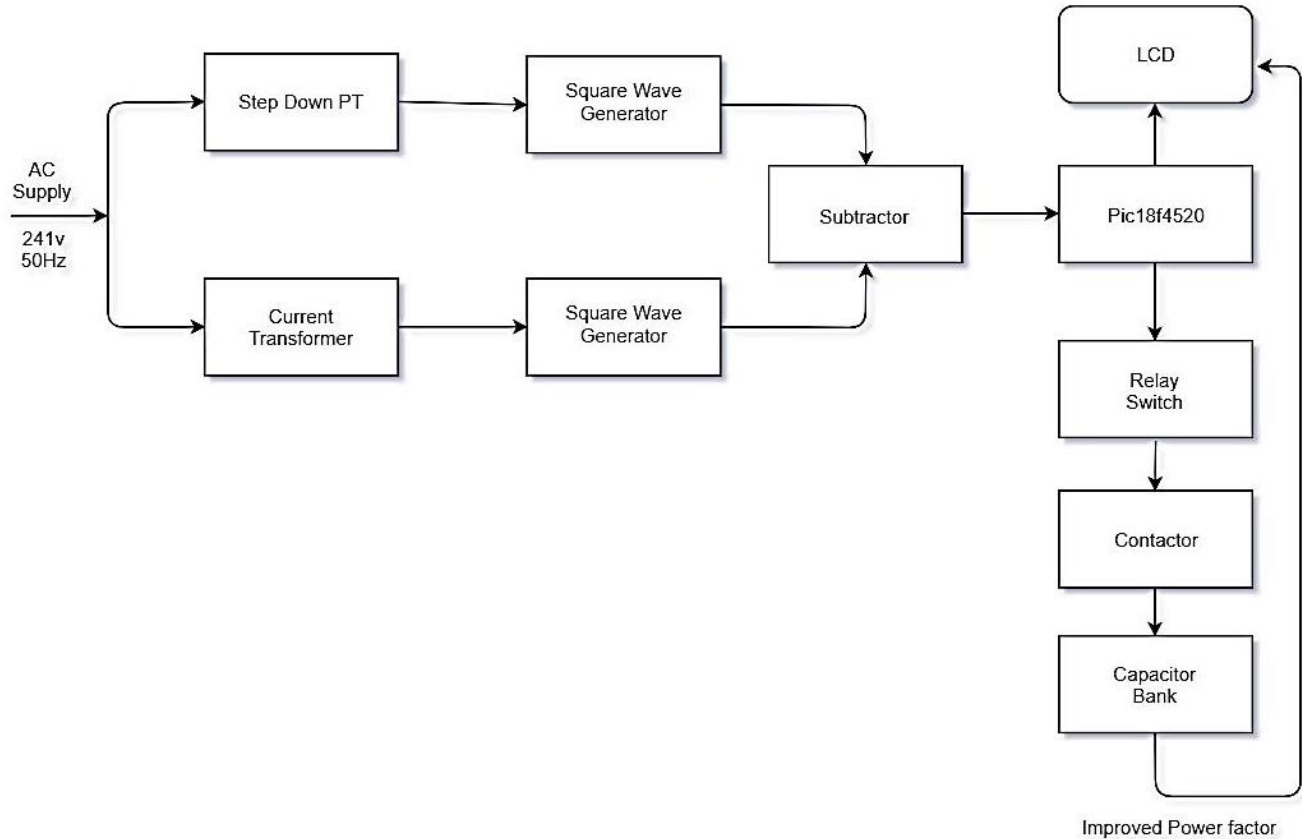 AC
Supply
241v
50Hz
Step Down PT
Square Wave
Generator
Current
Transformer
Square Wave
Generator
Subtractor
LCD
Pic18f4520
Relay
Switch
Contactor
Capacitor
Bank
Improved Power factor